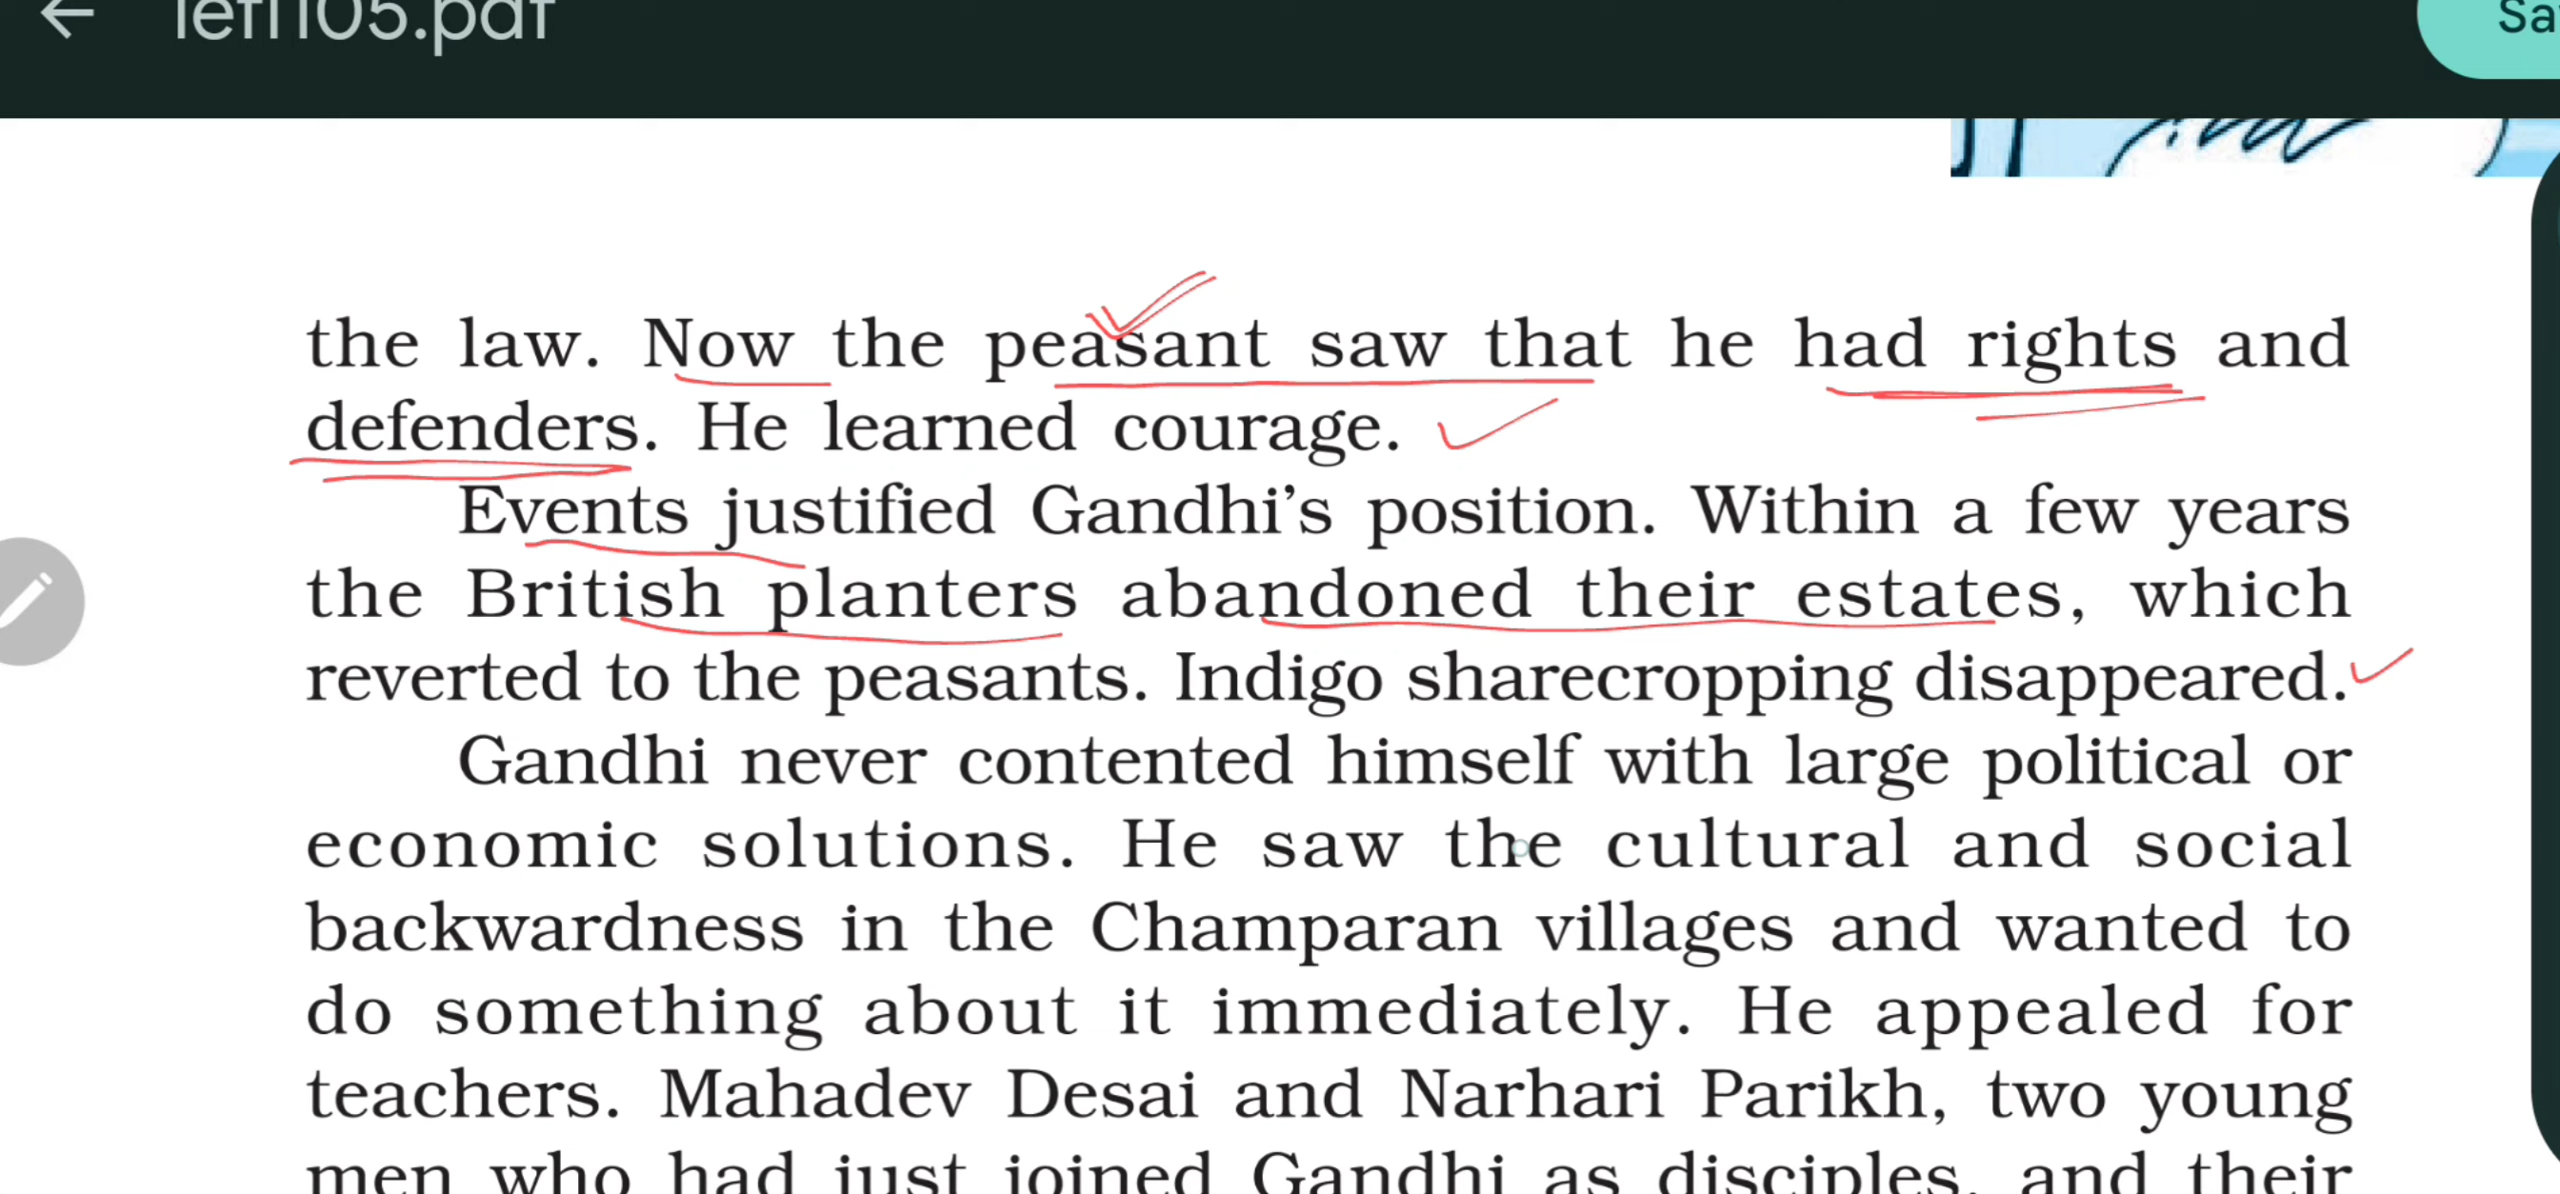 lefl105.pdf
the law. Now the peasant saw that he had rights and
defenders. He learned courage.
Events justified Gandhi’s position. Within a few years
the British planters abandoned their estates, which
reverted to the peasants. Indigo sharecropping disappeared.
Gandhi never contented himself with large political or
economic solutions. He saw the cultural and social
backwardness in the Champaran villages and wanted to
do something about it immediately. He appealed for
teachers. Mahadev Desai and Narhari Parikh, two young
men who had just joined Gandhi as disciples, and their